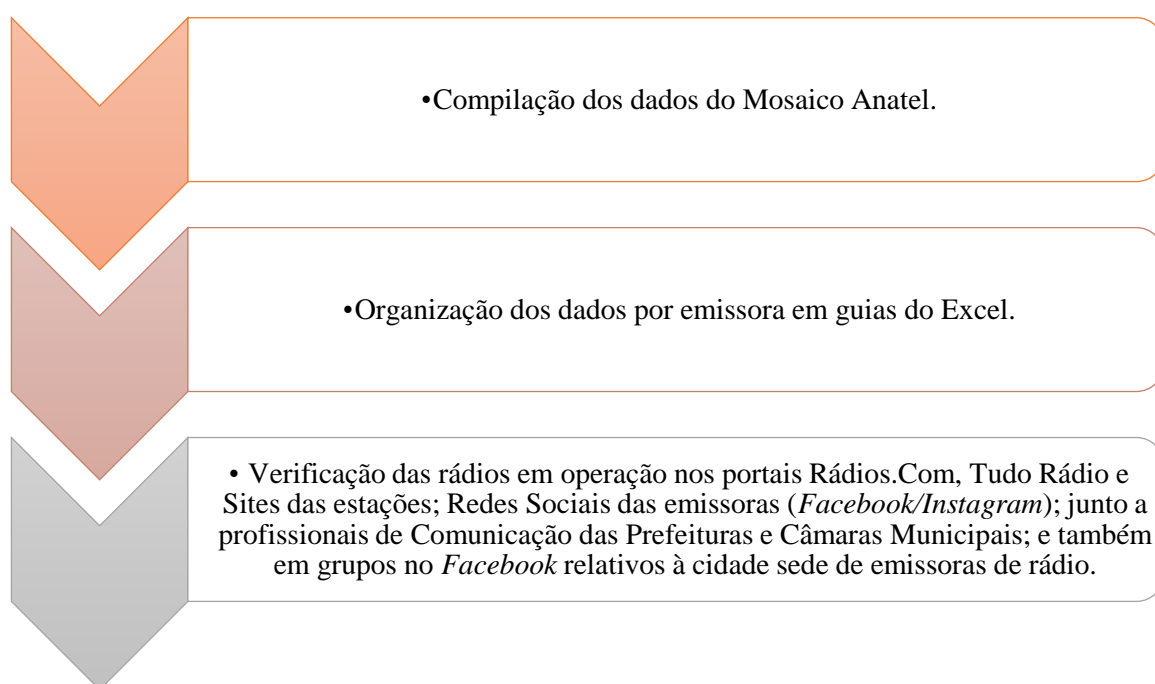 •Compilação dos dados do Mosaico Anatel.
•Organização dos dados por emissora em guias do Excel.
• Verificação das rádios em operação nos portais Rádios.Com, Tudo Rádio e
Sites das estações; Redes Sociais das emissoras (Facebook/Instagram); junto a
profissionais de Comunicação das Prefeituras e Câmaras Municipais; e também
em grupos no Facebook relativos à cidade sede de emissoras de rádio.